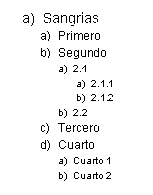 a) Sangrías
a) Primero
b) Segundo
a) 2.1
a) 2.1.1
b) 2.1.2
b) 2.2
c) Tercero
d) Cuarto
a) Cuarto 1
b) Cuarto 2